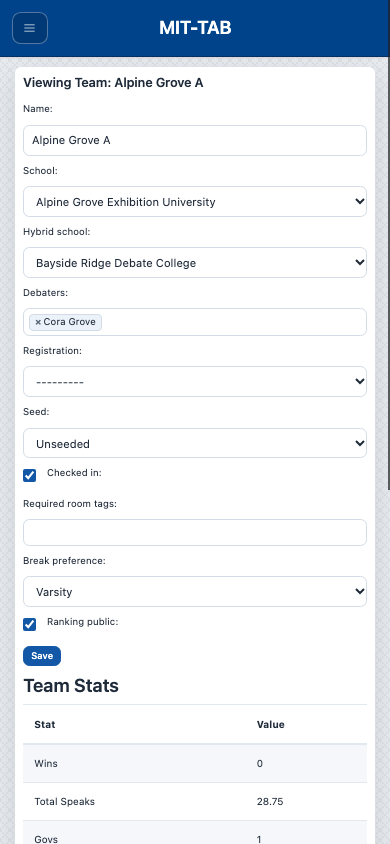 MIT-TAB
Viewing Team: Alpine Grove A
Name:
Alpine Grove A
School:
Alpine Grove Exhibition University
Hybrid school:
Bayside Ridge Debate College
Debaters:
× Cora Grove
Registration:
---------
Seed:
Unseeded
Checked in:
Required room tags:
Break preference:
Varsity
Ranking public:
Save
Team Stats
Stat Value
Wins 0
Total Speaks 28.75
Govs 1